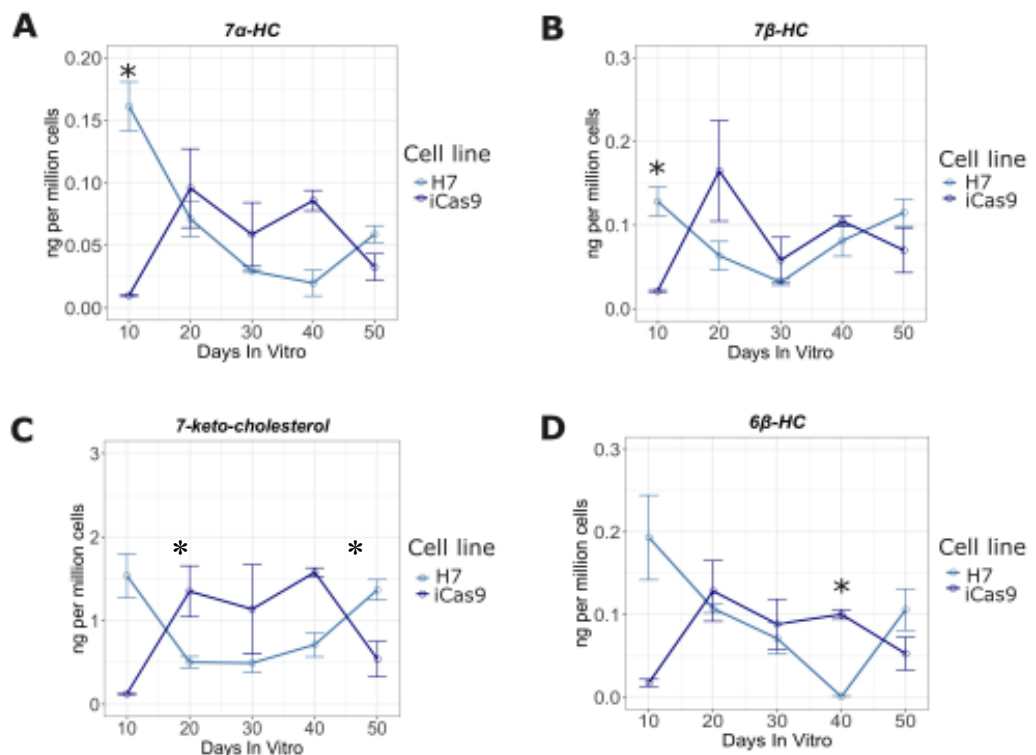 A
7α-HC
*
0.20
0.15
0.10
0.05
0.00
ng per million cells
10 20 30 40 50
Days In Vitro
Cell line
H7
iCas9
B
7β-HC
*
0.3
0.2
0.1
0.0
ng per million cells
10 20 30 40 50
Days In Vitro
Cell line
H7
iCas9
C
7-keto-cholesterol
* *
3
2
1
0
ng per million cells
10 20 30 40 50
Days In Vitro
Cell line
H7
iCas9
D
6β-HC
*
0.3
0.2
0.1
0.0
ng per million cells
10 20 30 40 50
Days In Vitro
Cell line
H7
iCas9